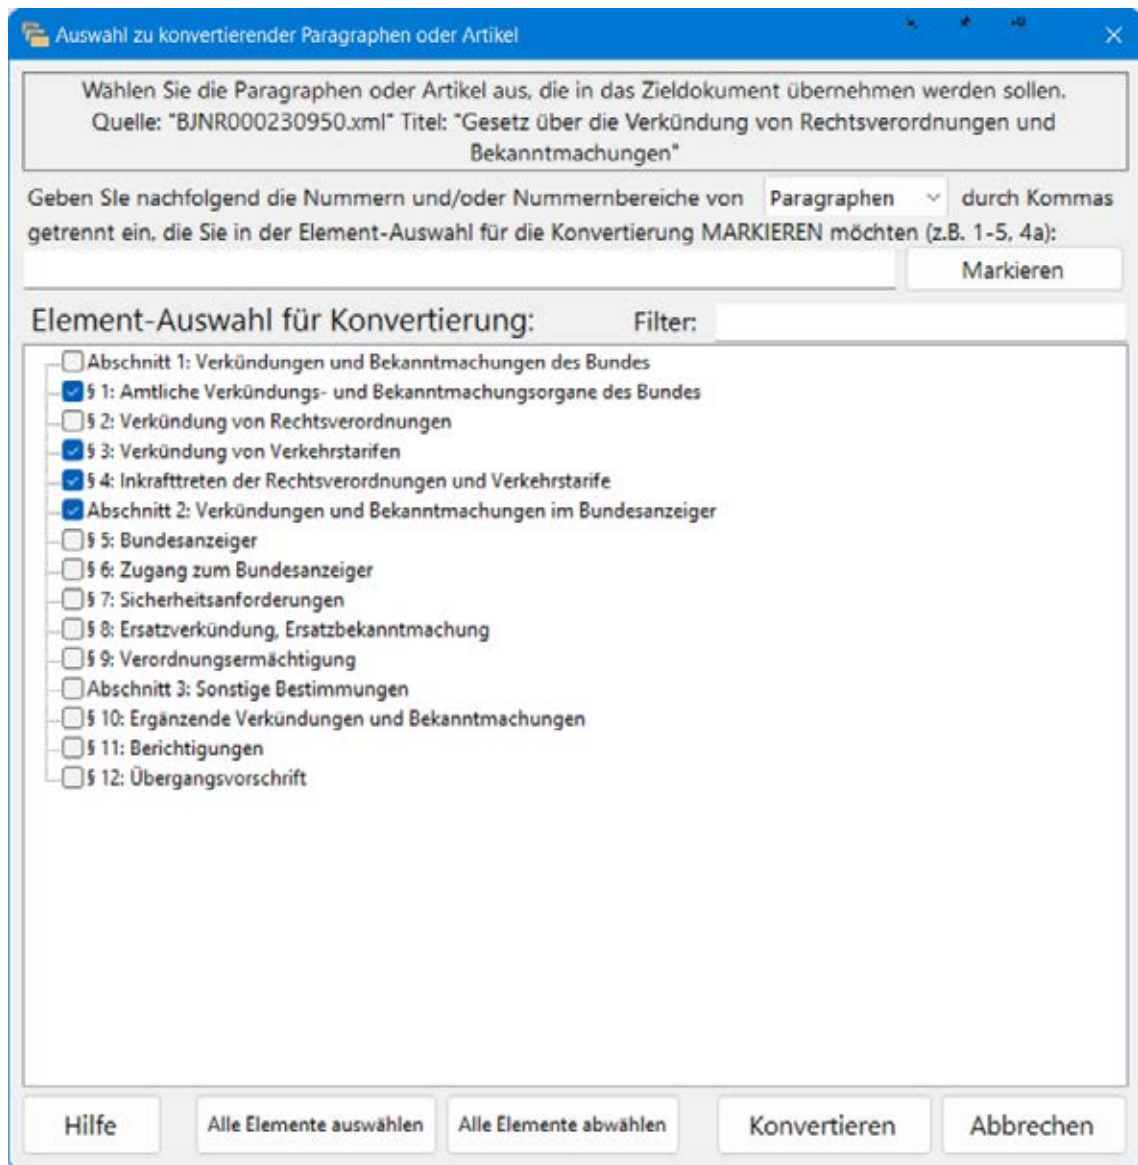 Auswahl zu konvertierender Paragraphen oder Artikel
Wählen Sie die Paragraphen oder Artikel aus, die in das Zieldokument übernehmen werden sollen.
Quelle: "BJNR000230950.xml" Titel: "Gesetz über die Verkündung von Rechtsverordnungen und
Bekanntmachungen"
Geben SIe nachfolgend die Nummern und/oder Nummernbereiche von Paragraphen durch Kommas
getrennt ein, die Sie in der Element-Auswahl für die Konvertierung MARKIEREN möchten (z.B. 1-5, 4a):
Markieren
Element-Auswahl für Konvertierung: Filter:
Abschnitt 1: Verkündungen und Bekanntmachungen des Bundes
§ 1: Amtliche Verkündungs- und Bekanntmachungsorgane des Bundes
§ 2: Verkündung von Rechtsverordnungen
§ 3: Verkündung von Verkehrstarifen
§ 4: Inkrafttreten der Rechtsverordnungen und Verkehrstarife
Abschnitt 2: Verkündungen und Bekanntmachungen im Bundesanzeiger
§ 5: Bundesanzeiger
§ 6: Zugang zum Bundesanzeiger
§ 7: Sicherheitsanforderungen
§ 8: Ersatzverkündung, Ersatzbekanntmachung
§ 9: Verordnungsermächtigung
Abschnitt 3: Sonstige Bestimmungen
§ 10: Ergänzende Verkündungen und Bekanntmachungen
§ 11: Berichtigungen
§ 12: Übergangsvorschrift
Hilfe Alle Elemente auswählen Alle Elemente abwählen Konvertieren Abbrechen